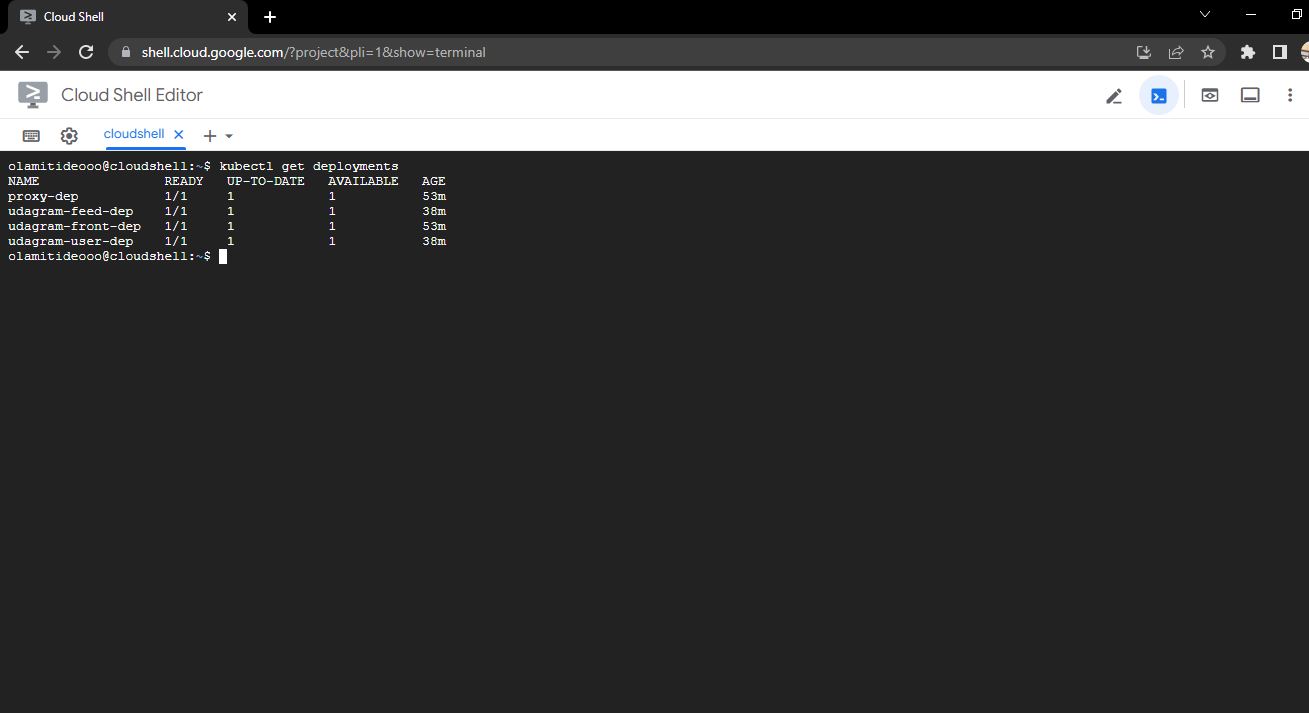 Cloud Shell
shell.cloud.google.com/?project&pli=1&show=terminal
Cloud Shell Editor
cloudshell
olamitideooo@cloudshell:~$ kubectl get deployments
NAME                READY   UP-TO-DATE   AVAILABLE   AGE
proxy-dep           1/1     1            1           53m
udagram-feed-dep    1/1     1            1           38m
udagram-front-dep   1/1     1            1           53m
udagram-user-dep    1/1     1            1           38m
olamitideooo@cloudshell:~$